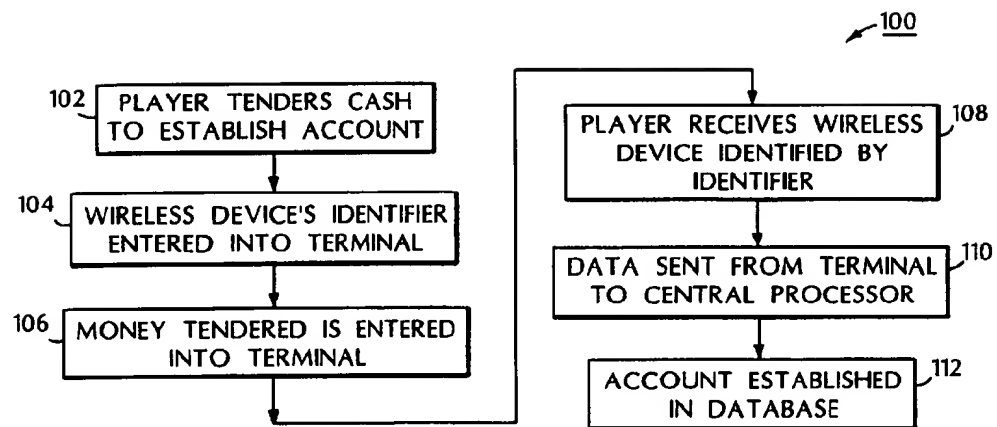 100
102
PLAYER TENDERS CASH
TO ESTABLISH ACCOUNT
104
WIRELESS DEVICE'S IDENTIFIER
ENTERED INTO TERMINAL
106
MONEY TENDERED IS ENTERED
INTO TERMINAL
108
PLAYER RECEIVES WIRELESS
DEVICE IDENTIFIED BY
IDENTIFIER
110
DATA SENT FROM TERMINAL
TO CENTRAL PROCESSOR
112
ACCOUNT ESTABLISHED
IN DATABASE